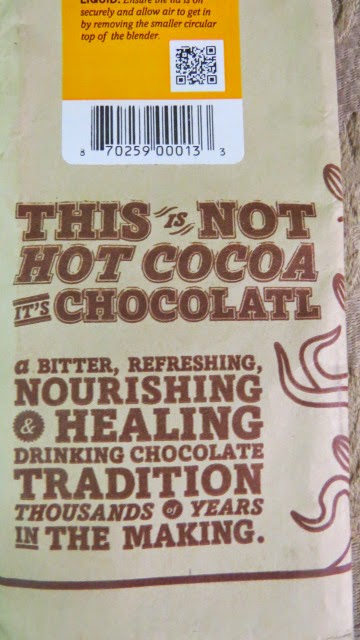 LIQUID. Ensure the lid is on
securely and allow air to get in
by removing the smaller circular
top of the blender.
8 70259 00013 3
THIS IS NOT
HOT COCOA
IT'S CHOCOLATL
a BITTER, REFRESHING,
NOURISHING
& HEALING
DRINKING CHOCOLATE
TRADITION
THOUSANDS of YEARS
IN THE MAKING.